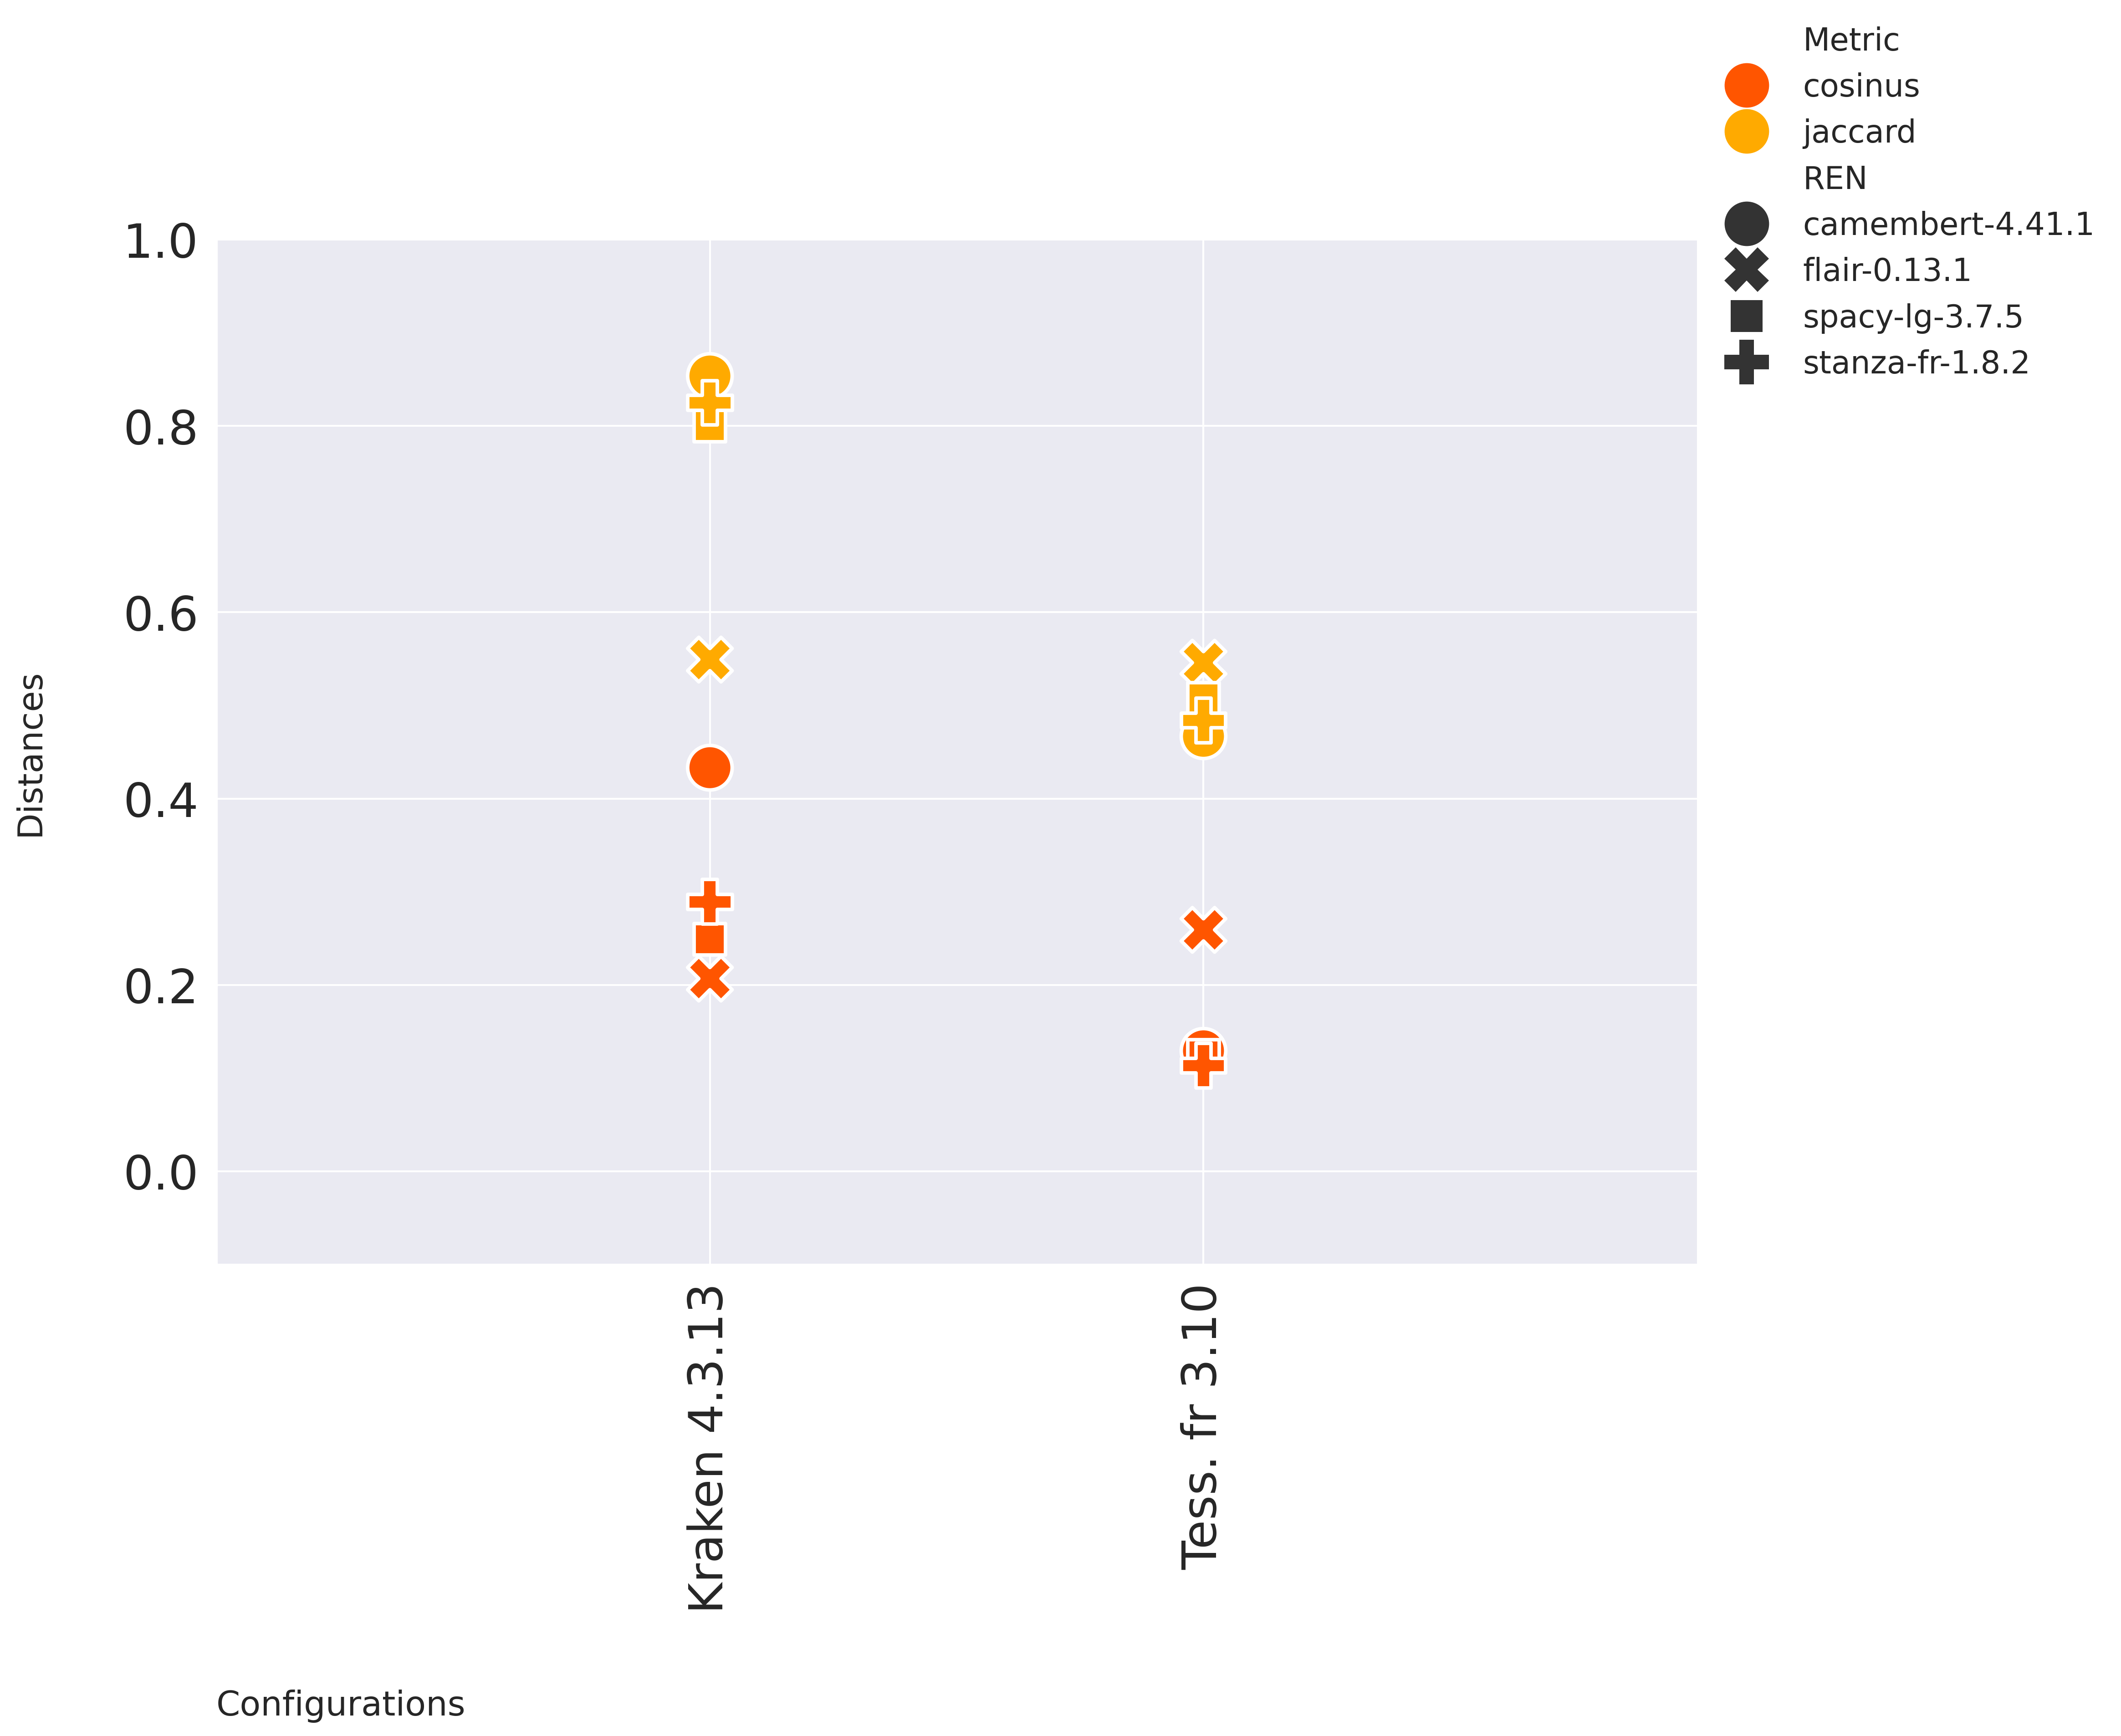 Metric
cosinus
jaccard
REN
camembert-4.41.1
flair-0.13.1
spacy-lg-3.7.5
stanza-fr-1.8.2
1.0
0.8
0.6
0.4
0.2
0.0
Distances
Kraken 4.3.13
Tess. fr 3.10
Configurations